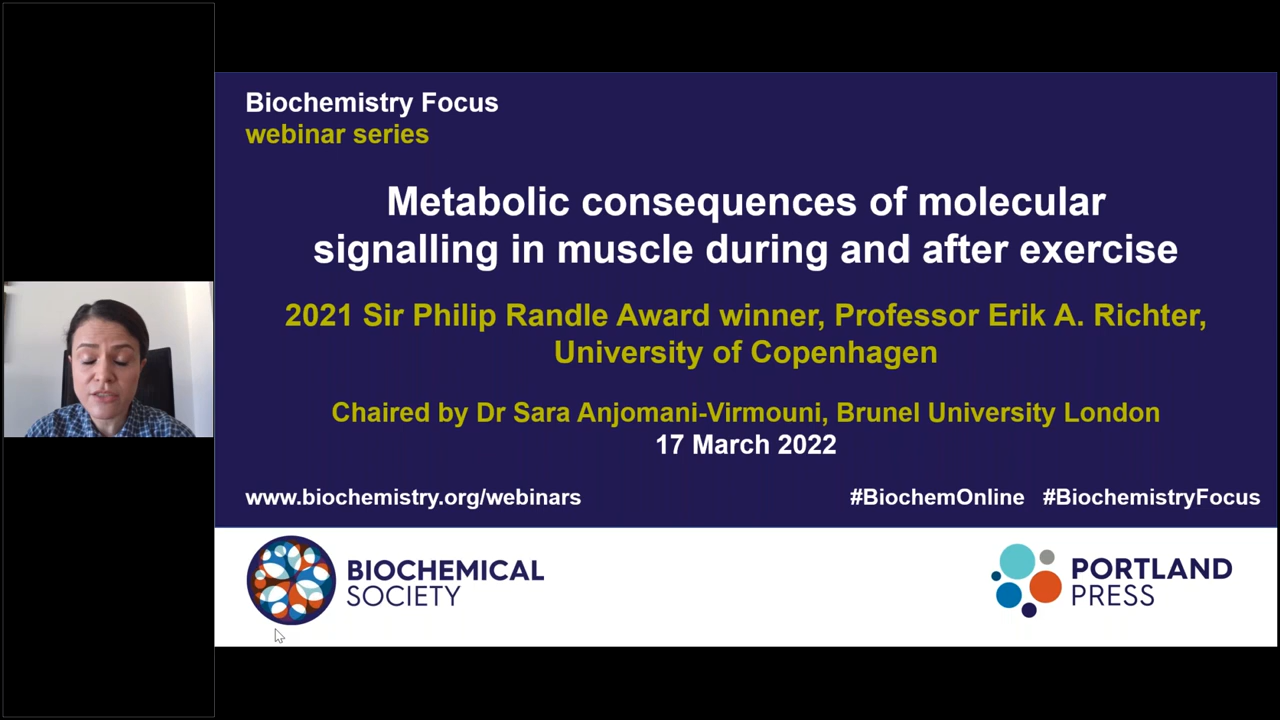 Biochemistry Focus
webinar series
Metabolic consequences of molecular
signalling in muscle during and after exercise
2021 Sir Philip Randle Award winner, Professor Erik A. Richter,
University of Copenhagen
Chaired by Dr Sara Anjomani-Virmouni, Brunel University London
17 March 2022
www.biochemistry.org/webinars
#BiochemOnline #BiochemistryFocus
BIOCHEMICAL
SOCIETY
PORTLAND
PRESS